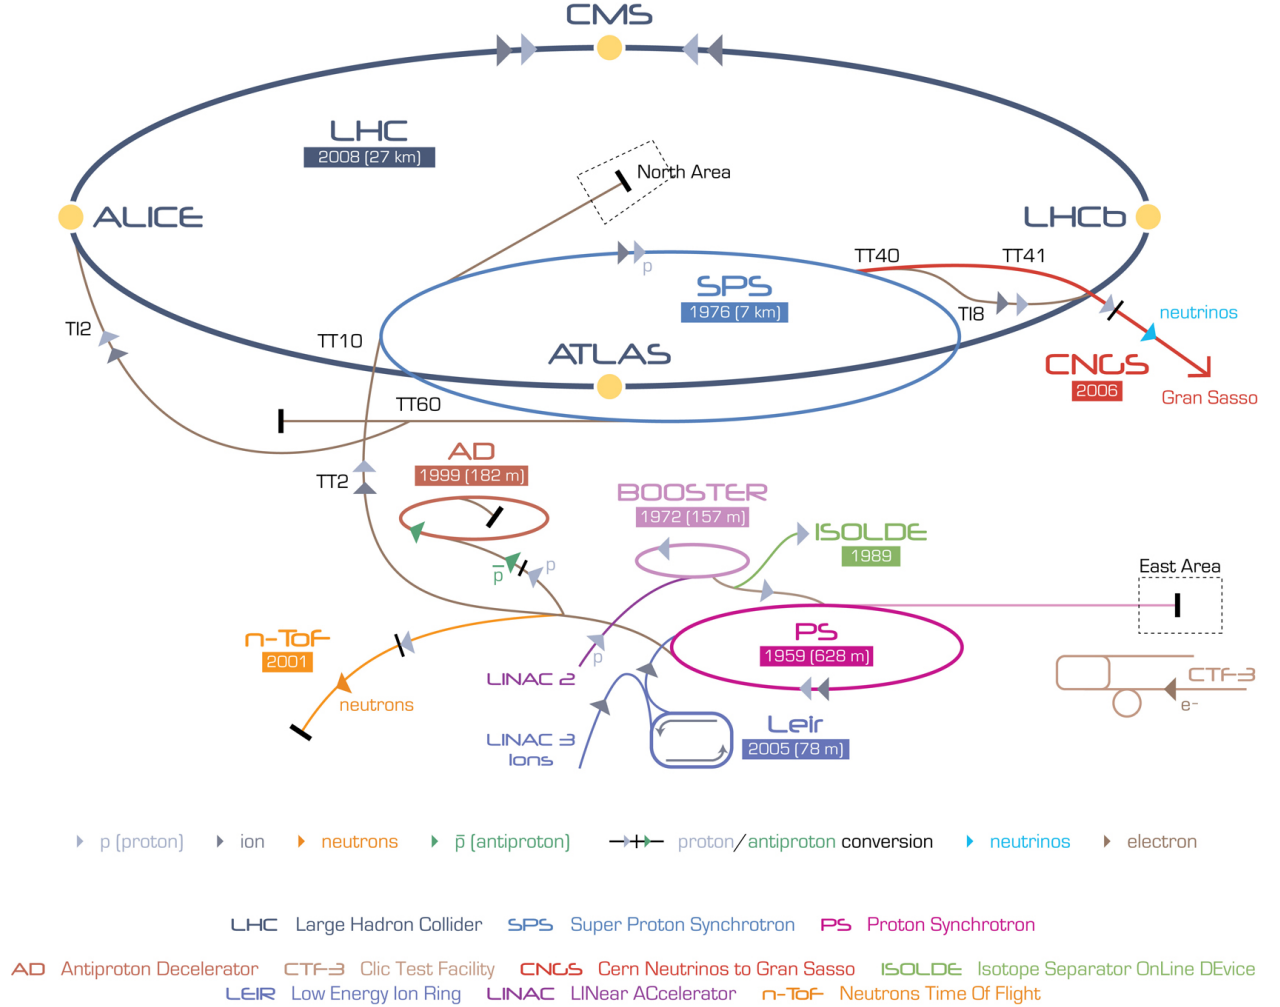 CMS
LHC
2008 (27 km)
North Area
ALICE
LHCb
TT40
TT41
p
SPS
1976 (7 km)
TI8
neutrinos
TI2
TT10
ATLAS
CNGS
2006
Gran Sasso
TT60
AD
1999 (182 m)
TT2
BOOSTER
1972 (157 m)
ISOLDE
1989
p
p̅
East Area
n-ToF
2001
PS
1959 (628 m)
p
LINAC 2
CTF-3
e-
neutrons
Leir
2005 (78 m)
LINAC 3
Ions
p (proton) ion neutrons p̅ (antiproton) proton/antiproton conversion neutrinos electron
LHC Large Hadron Collider SPS Super Proton Synchrotron PS Proton Synchrotron
AD Antiproton Decelerator CTF-3 Clic Test Facility CNGS Cern Neutrinos to Gran Sasso ISOLDE Isotope Separator OnLine DEvice
LEIR Low Energy Ion Ring LINAC LINear ACcelerator n-ToF Neutrons Time Of Flight